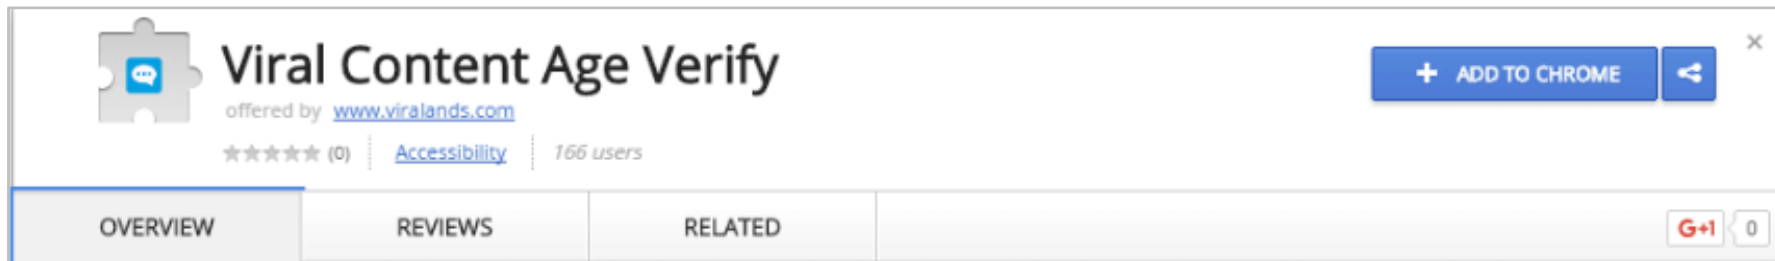 Viral Content Age Verify
offered by www.viralands.com
(0) Accessibility 166 users
+ ADD TO CHROME
×
OVERVIEW REVIEWS RELATED
G+1 0